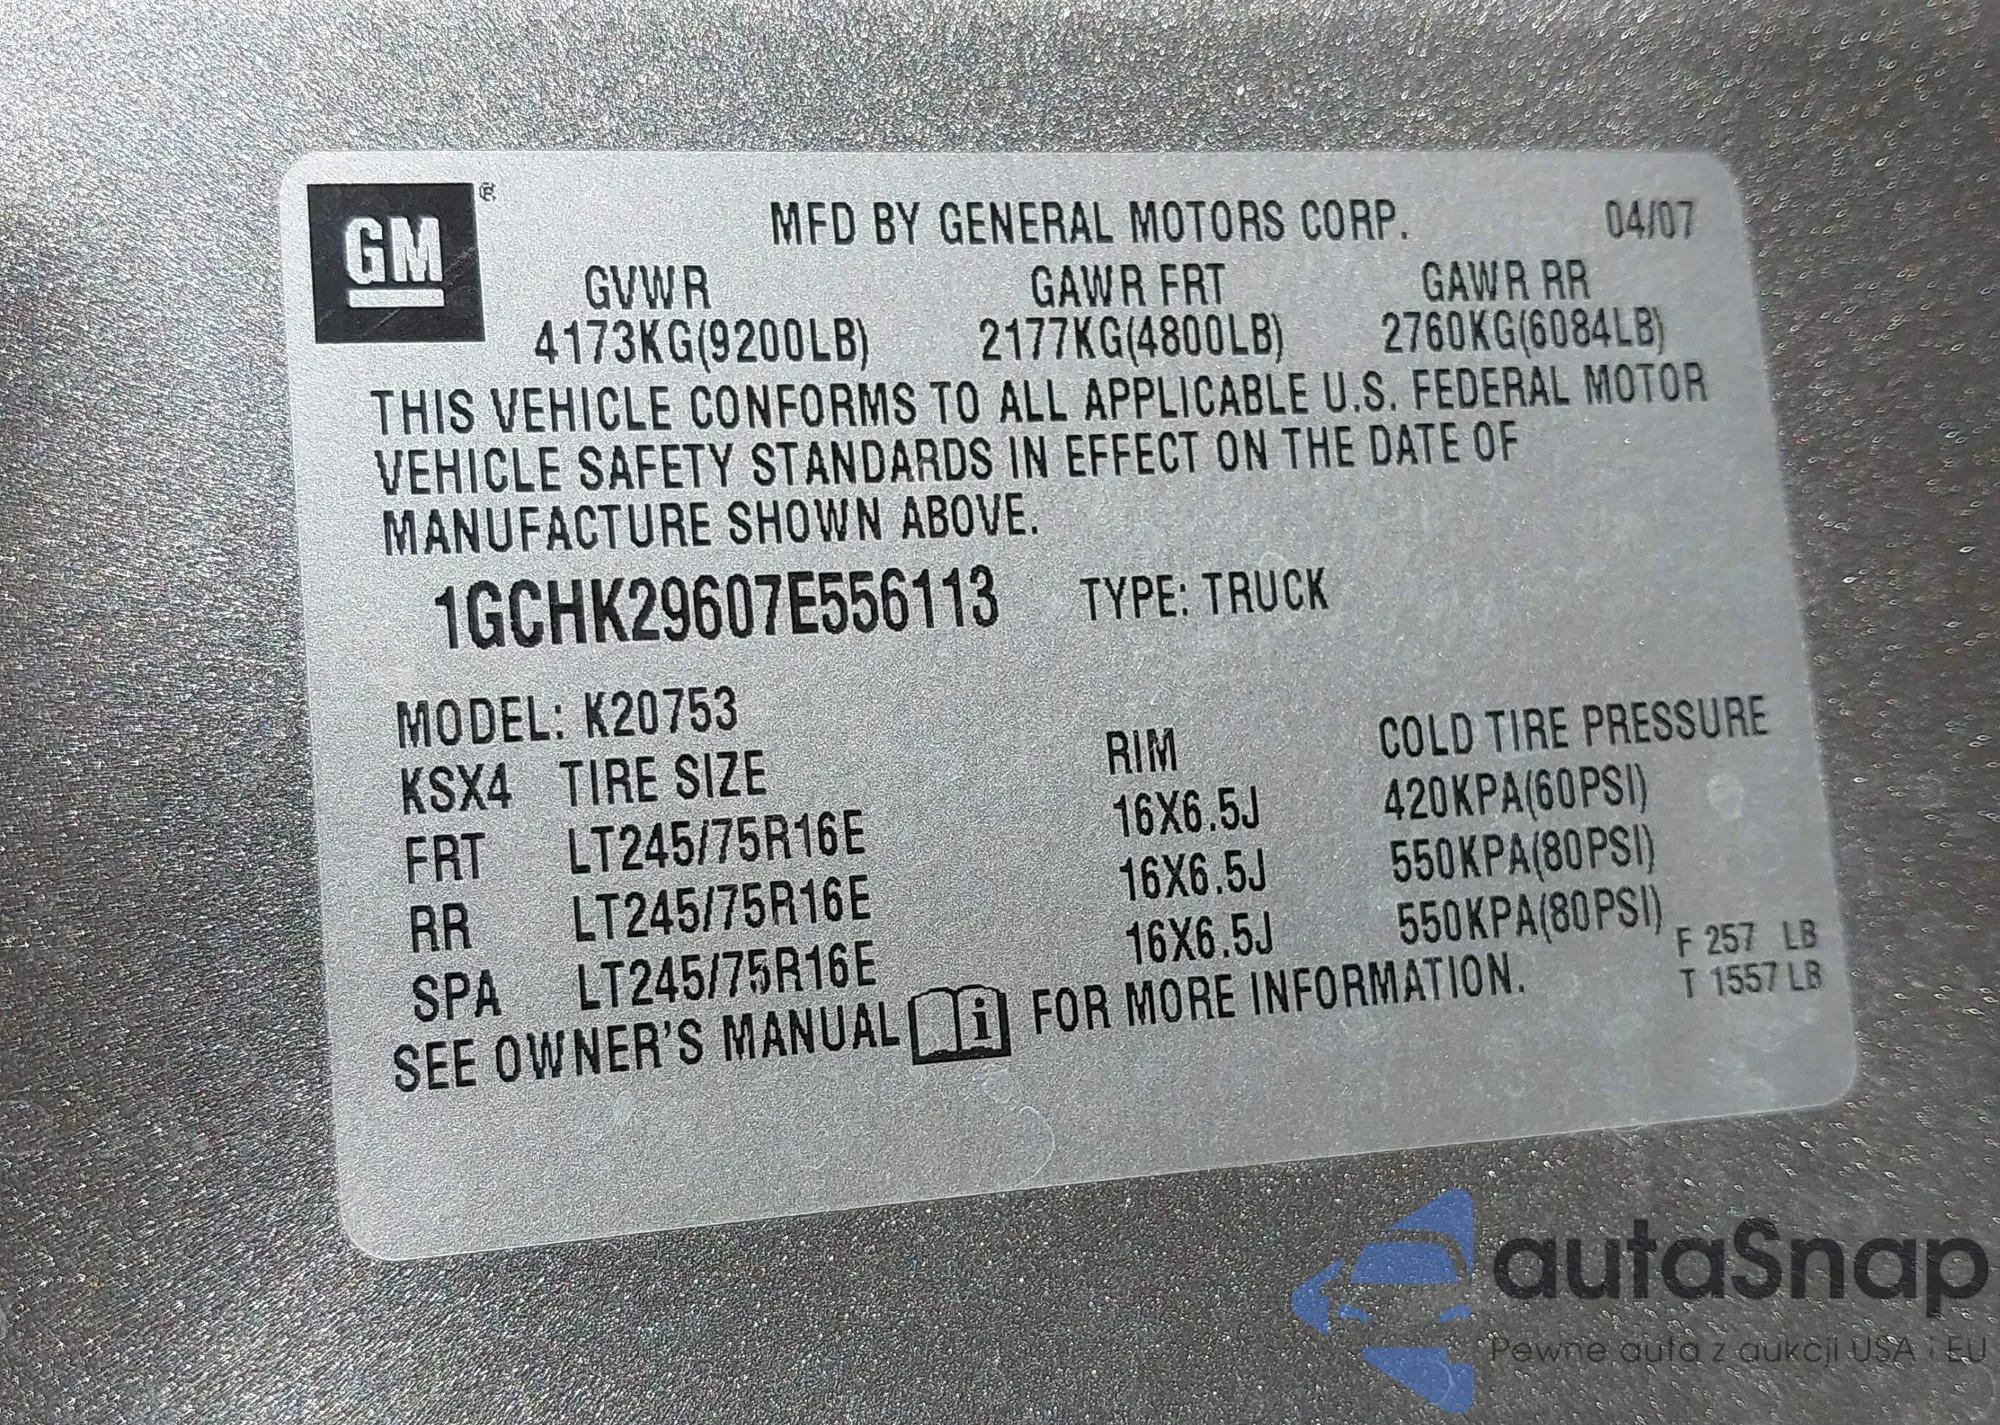 GM®
MFD BY GENERAL MOTORS CORP. 04/07
GVWR GAWR FRT GAWR RR
4173KG(9200LB) 2177KG(4800LB) 2760KG(6084LB)
THIS VEHICLE CONFORMS TO ALL APPLICABLE U.S. FEDERAL MOTOR
VEHICLE SAFETY STANDARDS IN EFFECT ON THE DATE OF
MANUFACTURE SHOWN ABOVE.
1GCHK29607E556113 TYPE: TRUCK
MODEL: K20753
KSX4 TIRE SIZE RIM COLD TIRE PRESSURE
FRT LT245/75R16E 16X6.5J 420KPA(60PSI)
RR LT245/75R16E 16X6.5J 550KPA(80PSI)
SPA LT245/75R16E 16X6.5J 550KPA(80PSI)
F 257 LB
T 1557 LB
SEE OWNER'S MANUAL i FOR MORE INFORMATION.
autaSnap
Pewne auta z aukcji USA i EU